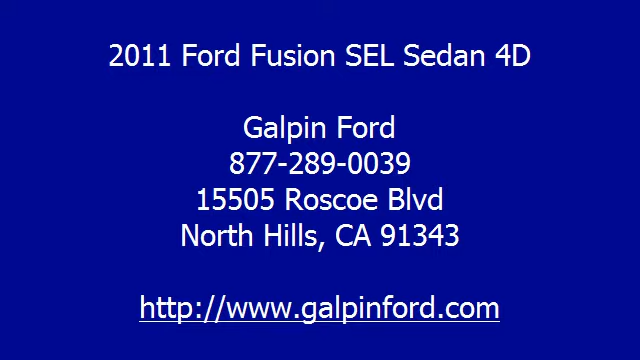 2011 Ford Fusion SEL Sedan 4D
Galpin Ford
877-289-0039
15505 Roscoe Blvd
North Hills, CA 91343
http://www.galpinford.com